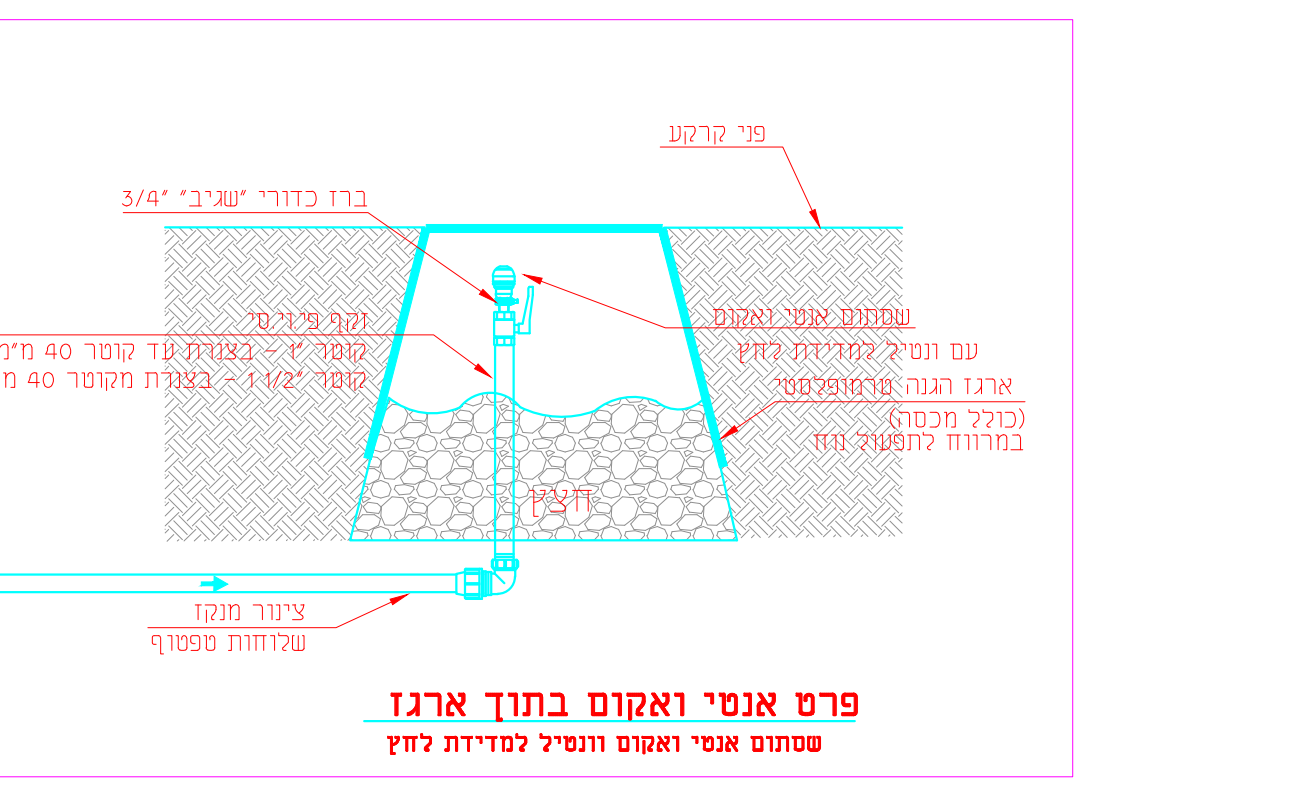 פני קרקע
ברז כדורי "שגיב" 3/4"
שסתום אנטי ואקום
עם ונטיל למדידת לחץ
זקף פי.וי.סי
קוטר 1" - בצנרת עד קוטר 40 מ"מ
קוטר 1 1/2" - בצנרת מקוטר 40 מ
ארגז הגנה טרמופלסטי
(כולל מכסה)
במרווח לתפעול נוח
חצץ
צינור מנקז
שלוחות טפטוף
פרט אנטי ואקום בתוך ארגז
שסתום אנטי ואקום וונטיל למדידת לחץ